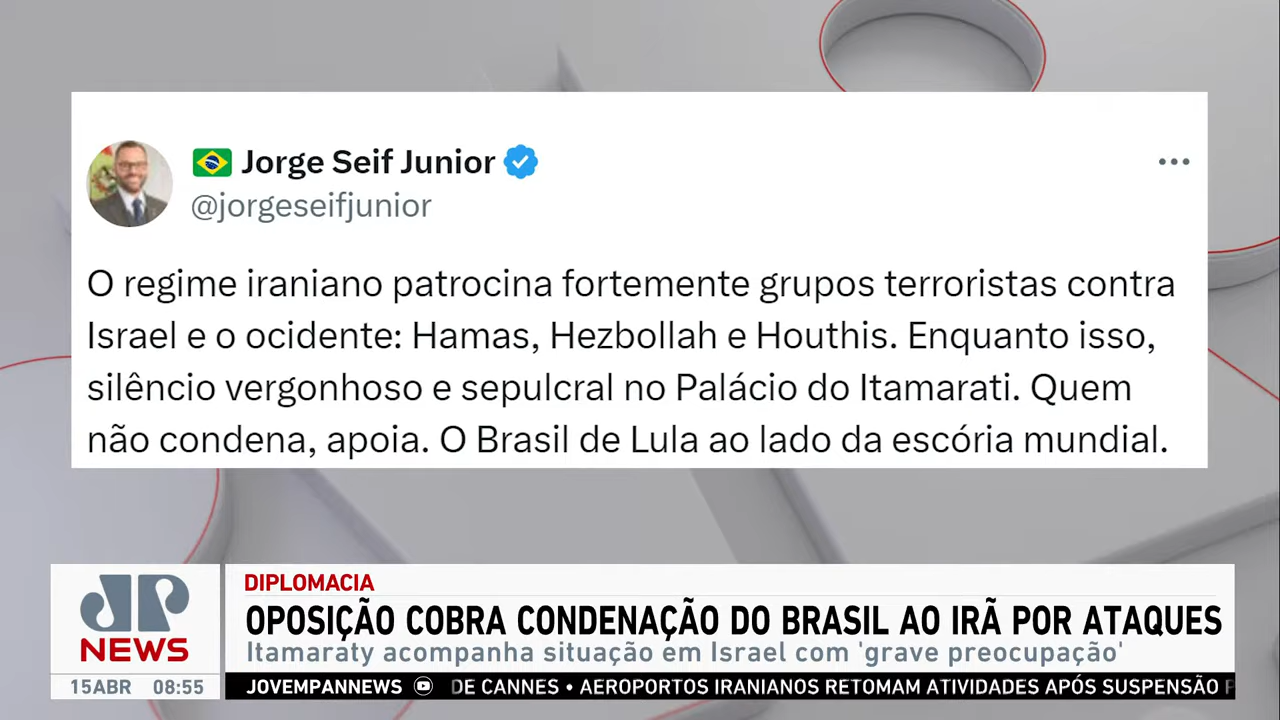 Jorge Seif Junior
@jorgeseifjunior
O regime iraniano patrocina fortemente grupos terroristas contra
Israel e o ocidente: Hamas, Hezbollah e Houthis. Enquanto isso,
silêncio vergonhoso e sepulcral no Palácio do Itamarati. Quem
não condena, apoia. O Brasil de Lula ao lado da escória mundial.
DIPLOMACIA
OPOSIÇÃO COBRA CONDENAÇÃO DO BRASIL AO IRÃ POR ATAQUES
Itamaraty acompanha situação em Israel com 'grave preocupação'
JP
NEWS
15ABR 08:55
JOVEMPANNEWS DE CANNES • AEROPORTOS IRANIANOS RETOMAM ATIVIDADES APÓS SUSPENSÃO